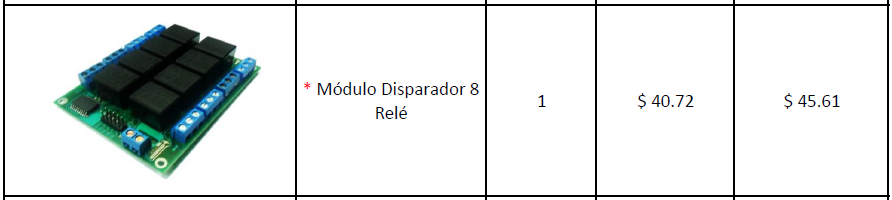 * Módulo Disparador 8
Relé
1
$ 40.72
$ 45.61